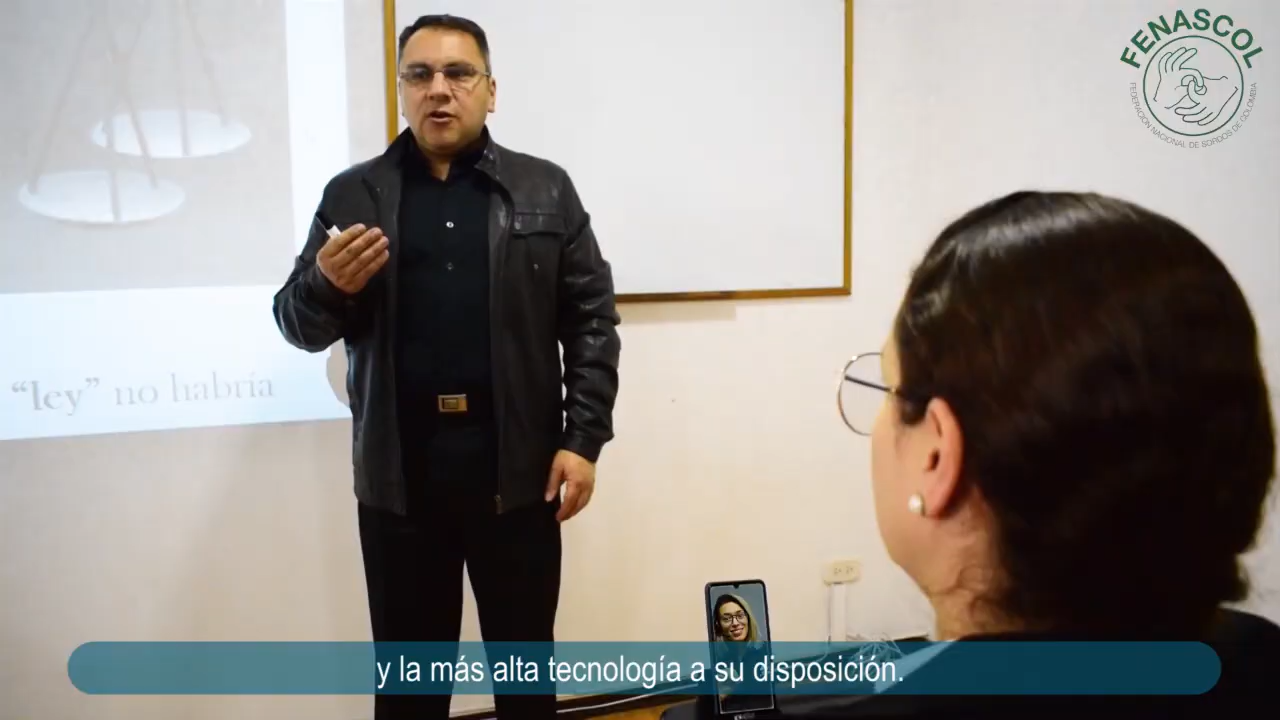 FENASCOL
FEDERACIÓN NACIONAL DE SORDOS DE COLOMBIA
“ley” no habría
y la más alta tecnología a su disposición.